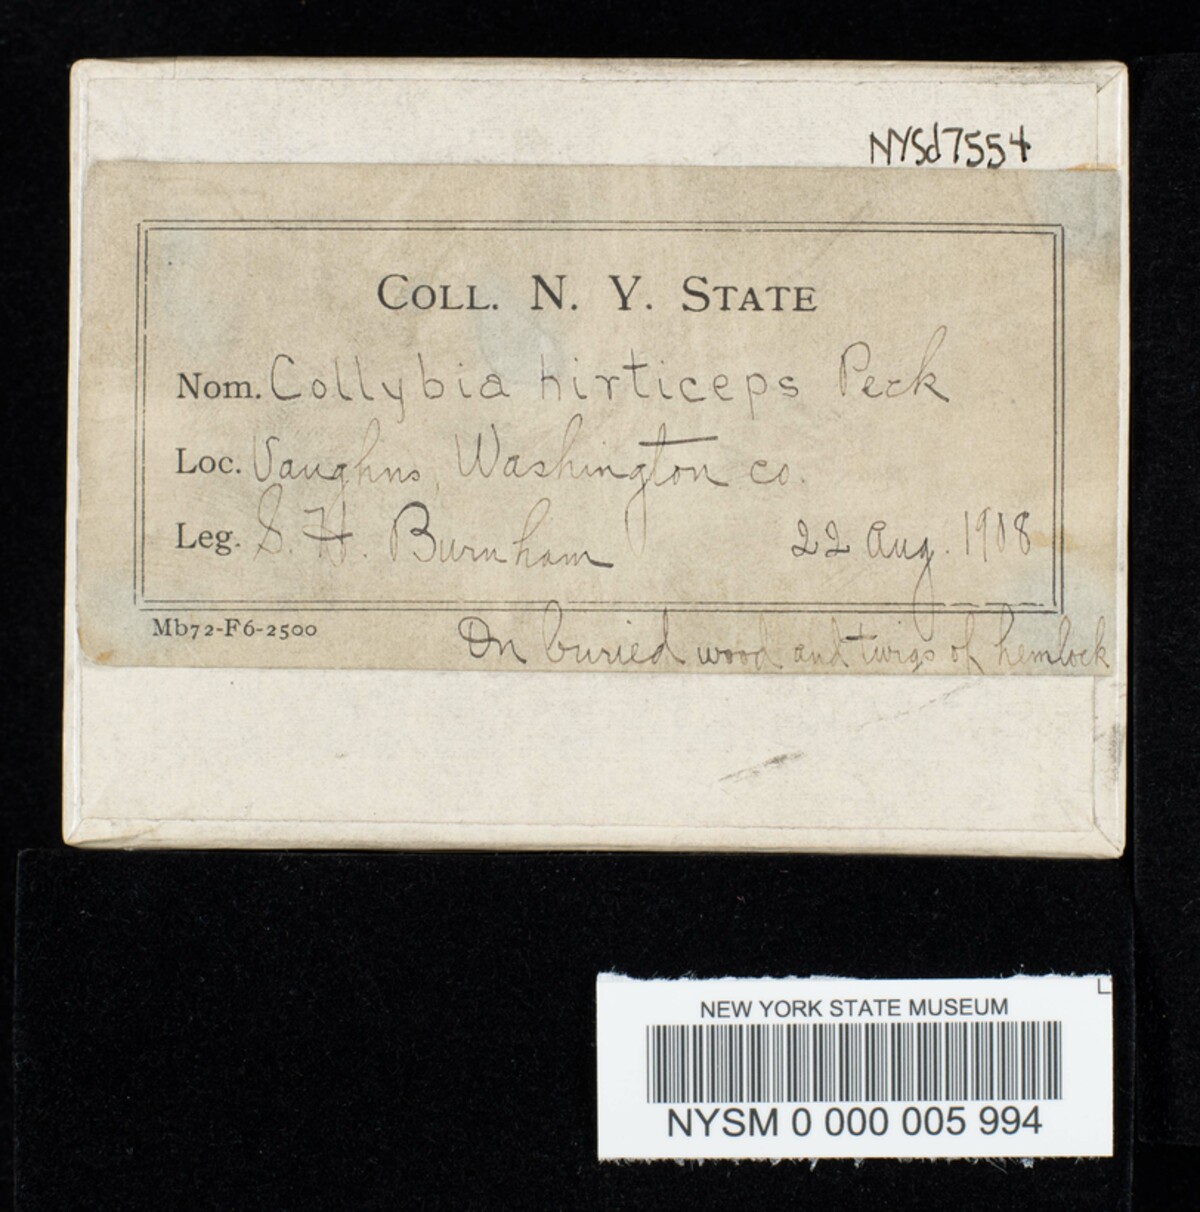 NYSd7554
COLL. N. Y. STATE
Nom. Collybia hirticeps Peck
Loc. Vaughns, Washington co.
Leg. S. H. Burnham 22 Aug. 1908
Mb72-F6-2500
On buried wood and twigs of hemlock
NEW YORK STATE MUSEUM
NYSM 0 000 005 994